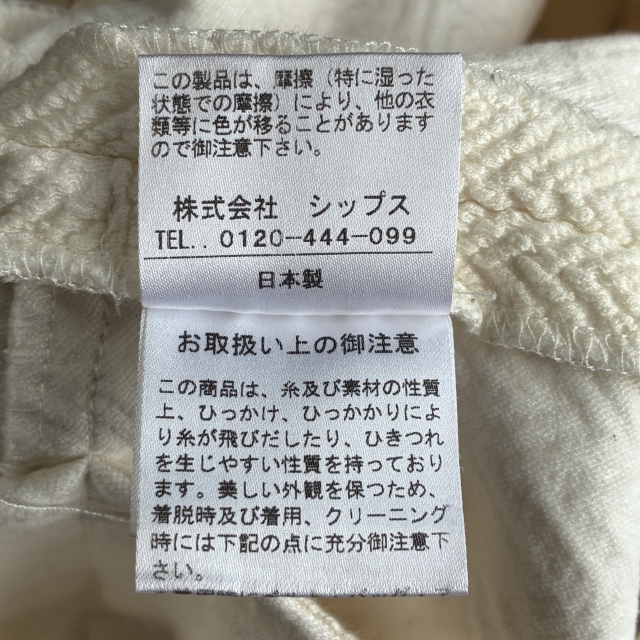 この製品は、摩擦（特に湿った
状態での摩擦）により、他の衣
類等に色が移ることがあります
ので御注意下さい。
株式会社　シップス
TEL.. 0120-444-099
日本製
お取扱い上の御注意
この商品は、糸及び素材の性質
上、ひっかけ、ひっかかりによ
り糸が飛びだしたり、ひきつれ
を生じやすい性質を持っており
ます。美しい外観を保つため、
着脱時及び着用、クリーニング
時には下記の点に充分御注意下
さい。